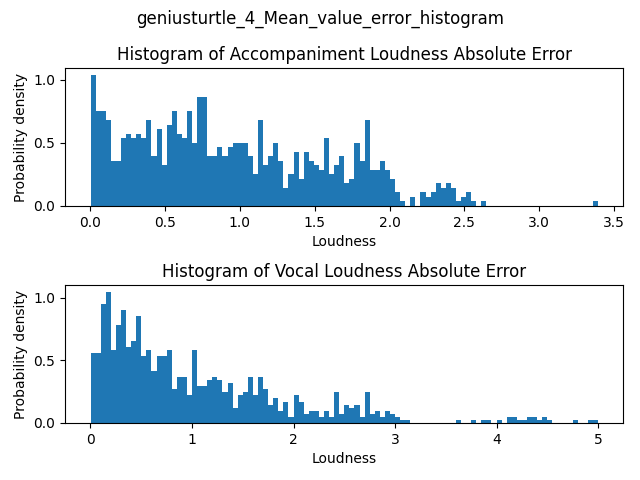 geniusturtle_4_Mean_value_error_histogram
Histogram of Accompaniment Loudness Absolute Error
Probability density
1.0
0.5
0.0
0.0 0.5 1.0 1.5 2.0 2.5 3.0 3.5
Loudness
Histogram of Vocal Loudness Absolute Error
Probability density
1.0
0.5
0.0
0 1 2 3 4 5
Loudness